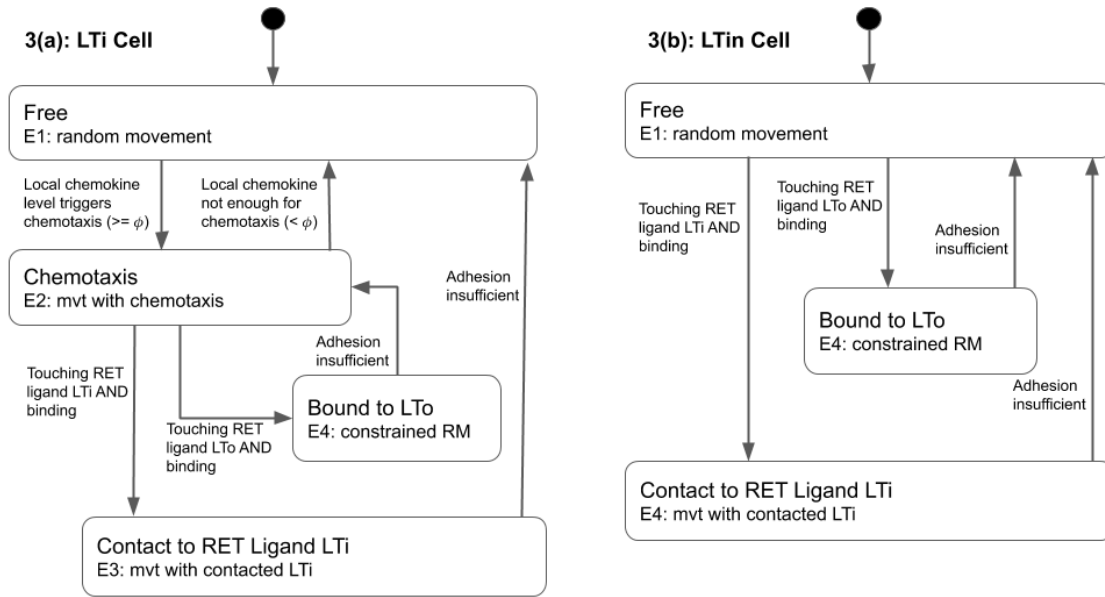 3(a): LTi Cell
Free
E1: random movement
Local chemokine
level triggers
chemotaxis (>= ϕ)
Local chemokine
not enough for
chemotaxis (< ϕ)
Chemotaxis
E2: mvt with chemotaxis
Adhesion
insufficient
Adhesion
insufficient
Touching RET
ligand LTi AND
binding
Bound to LTo
E4: constrained RM
Touching RET
ligand LTo AND
binding
Contact to RET Ligand LTi
E3: mvt with contacted LTi
3(b): LTin Cell
Free
E1: random movement
Touching RET
ligand LTi AND
binding
Touching RET
ligand LTo AND
binding
Adhesion
insufficient
Bound to LTo
E4: constrained RM
Adhesion
insufficient
Contact to RET Ligand LTi
E4: mvt with contacted LTi